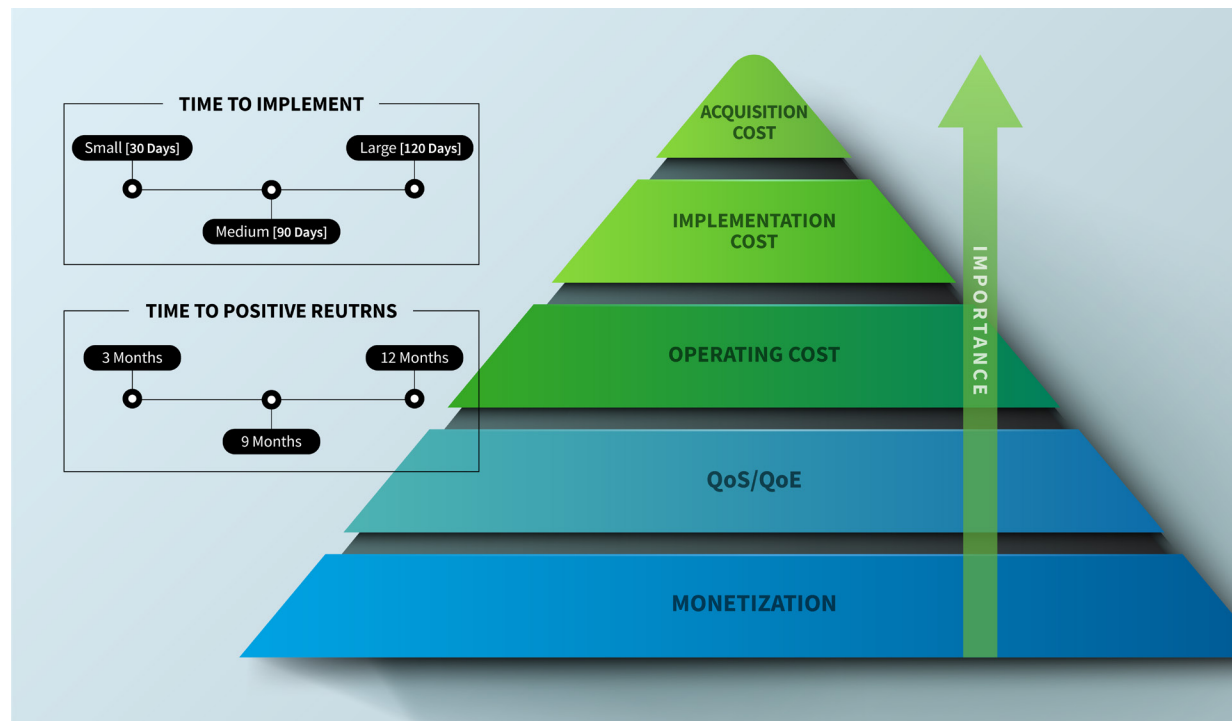 TIME TO IMPLEMENT
Small [30 Days]
Large [120 Days]
Medium [90 Days]
TIME TO POSITIVE REUTRNS
3 Months
12 Months
9 Months
ACQUISITION
COST
IMPLEMENTATION
COST
OPERATING COST
QoS/QoE
MONETIZATION
IMPORTANCE